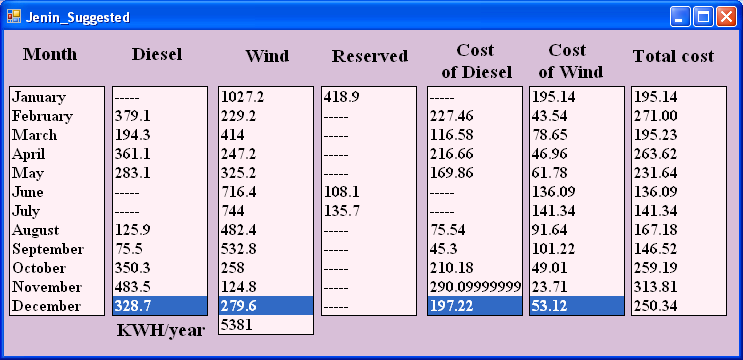 Jenin_Suggested
Month Diesel Wind Reserved Cost of Diesel Cost of Wind Total cost
January ----- 1027.2 418.9 ----- 195.14 195.14
February 379.1 229.2 ----- 227.46 43.54 271.00
March 194.3 414 ----- 116.58 78.65 195.23
April 361.1 247.2 ----- 216.66 46.96 263.62
May 283.1 325.2 ----- 169.86 61.78 231.64
June ----- 716.4 108.1 ----- 136.09 136.09
July ----- 744 135.7 ----- 141.34 141.34
August 125.9 482.4 ----- 75.54 91.64 167.18
September 75.5 532.8 ----- 45.3 101.22 146.52
October 350.3 258 ----- 210.18 49.01 259.19
November 483.5 124.8 ----- 290.09999999 23.71 313.81
December 328.7 279.6 ----- 197.22 53.12 250.34
KWH/year 5381